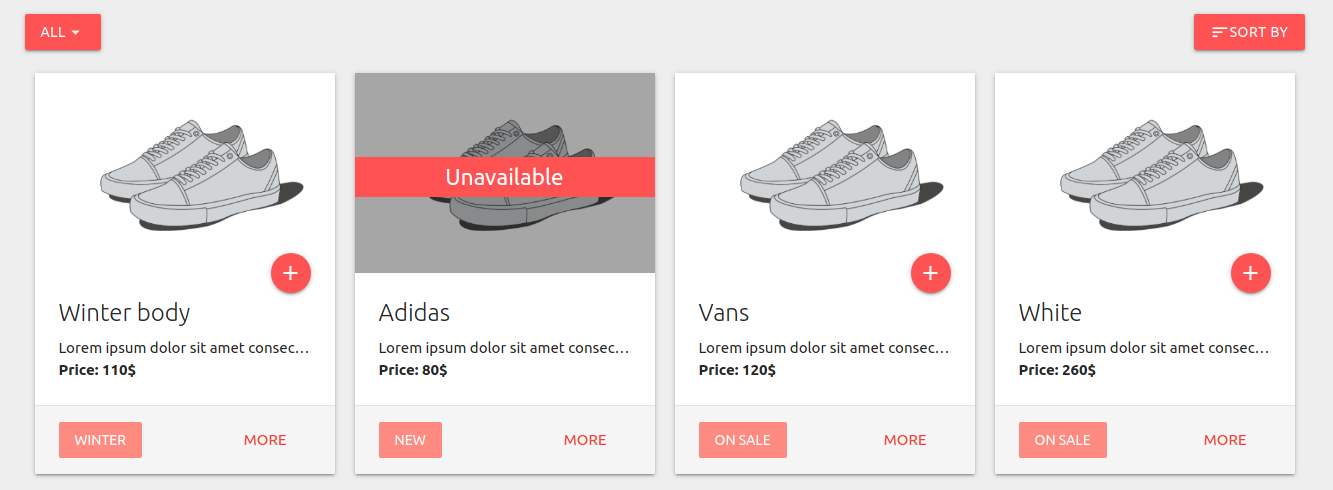 ALL
SORT BY
Unavailable
Winter body
Lorem ipsum dolor sit amet consec…
Price: 110$
WINTER
MORE
Adidas
Lorem ipsum dolor sit amet consec…
Price: 80$
NEW
MORE
Vans
Lorem ipsum dolor sit amet consec…
Price: 120$
ON SALE
MORE
White
Lorem ipsum dolor sit amet consec…
Price: 260$
ON SALE
MORE